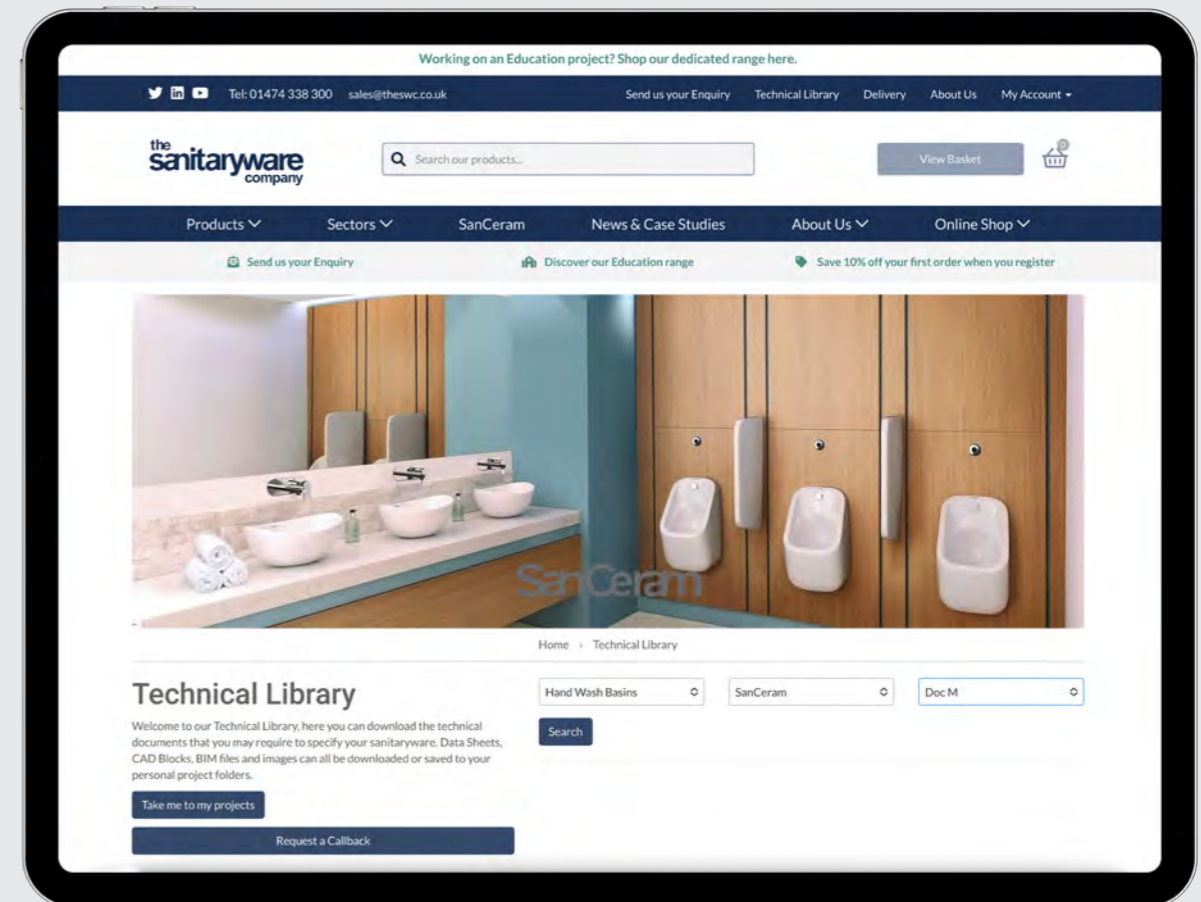 Working on an Education project? Shop our dedicated range here.
Tel: 01474 338 300 sales@theswc.co.uk Send us your Enquiry Technical Library Delivery About Us My Account
the
sanitaryware
company
Search our products...
View Basket
0
Products Sectors SanCeram News & Case Studies About Us Online Shop
Send us your Enquiry Discover our Education range Save 10% off your first order when you register
SanCeram
Home › Technical Library
Technical Library
Welcome to our Technical Library, here you can download the technical
documents that you may require to specify your sanitaryware. Data Sheets,
CAD Blocks, BIM files and images can all be downloaded or saved to your
personal project folders.
Take me to my projects
Request a Callback
Hand Wash Basins SanCeram Doc M
Search